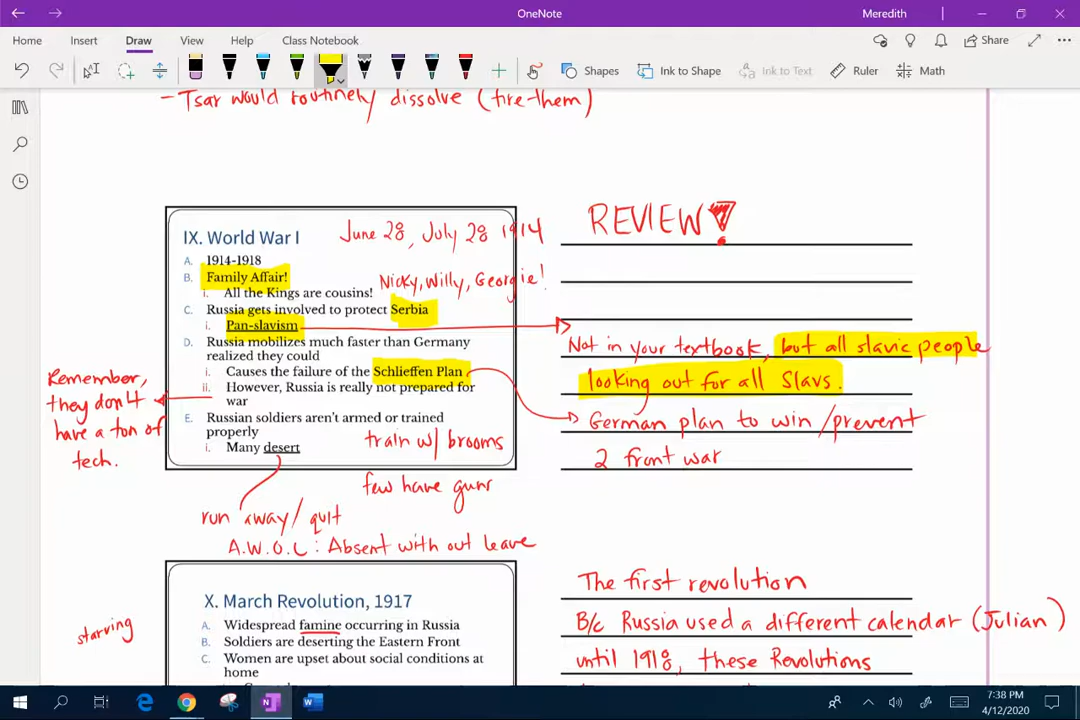 OneNote
Meredith
Home
Insert
Draw
View
Help
Class Notebook
Share
Shapes
Ink to Shape
Ink to Text
Ruler
Math
- Tsar would routinely dissolve (fire them)
IX. World War I
June 28, July 28 1914
A. 1914-1918
B. Family Affair!
Nicky, Willy, Georgie!
i. All the Kings are cousins!
C. Russia gets involved to protect Serbia
i. Pan-slavism
D. Russia mobilizes much faster than Germany
realized they could
i. Causes the failure of the Schlieffen Plan
ii. However, Russia is really not prepared for
war
E. Russian soldiers aren't armed or trained
properly
train w/ brooms
i. Many desert
few have guns
Remember,
they don't
have a ton of
tech.
run away/quit
A.W.O.L: Absent with out leave
REVIEW!
Not in your textbook, but all slavic people
looking out for all Slavs.
German plan to win/prevent
2 front war
X. March Revolution, 1917
A. Widespread famine occurring in Russia
B. Soldiers are deserting the Eastern Front
C. Women are upset about social conditions at
home
starving
The first revolution
B/c Russia used a different calendar (Julian)
until 1918, these Revolutions
7:38 PM
4/12/2020